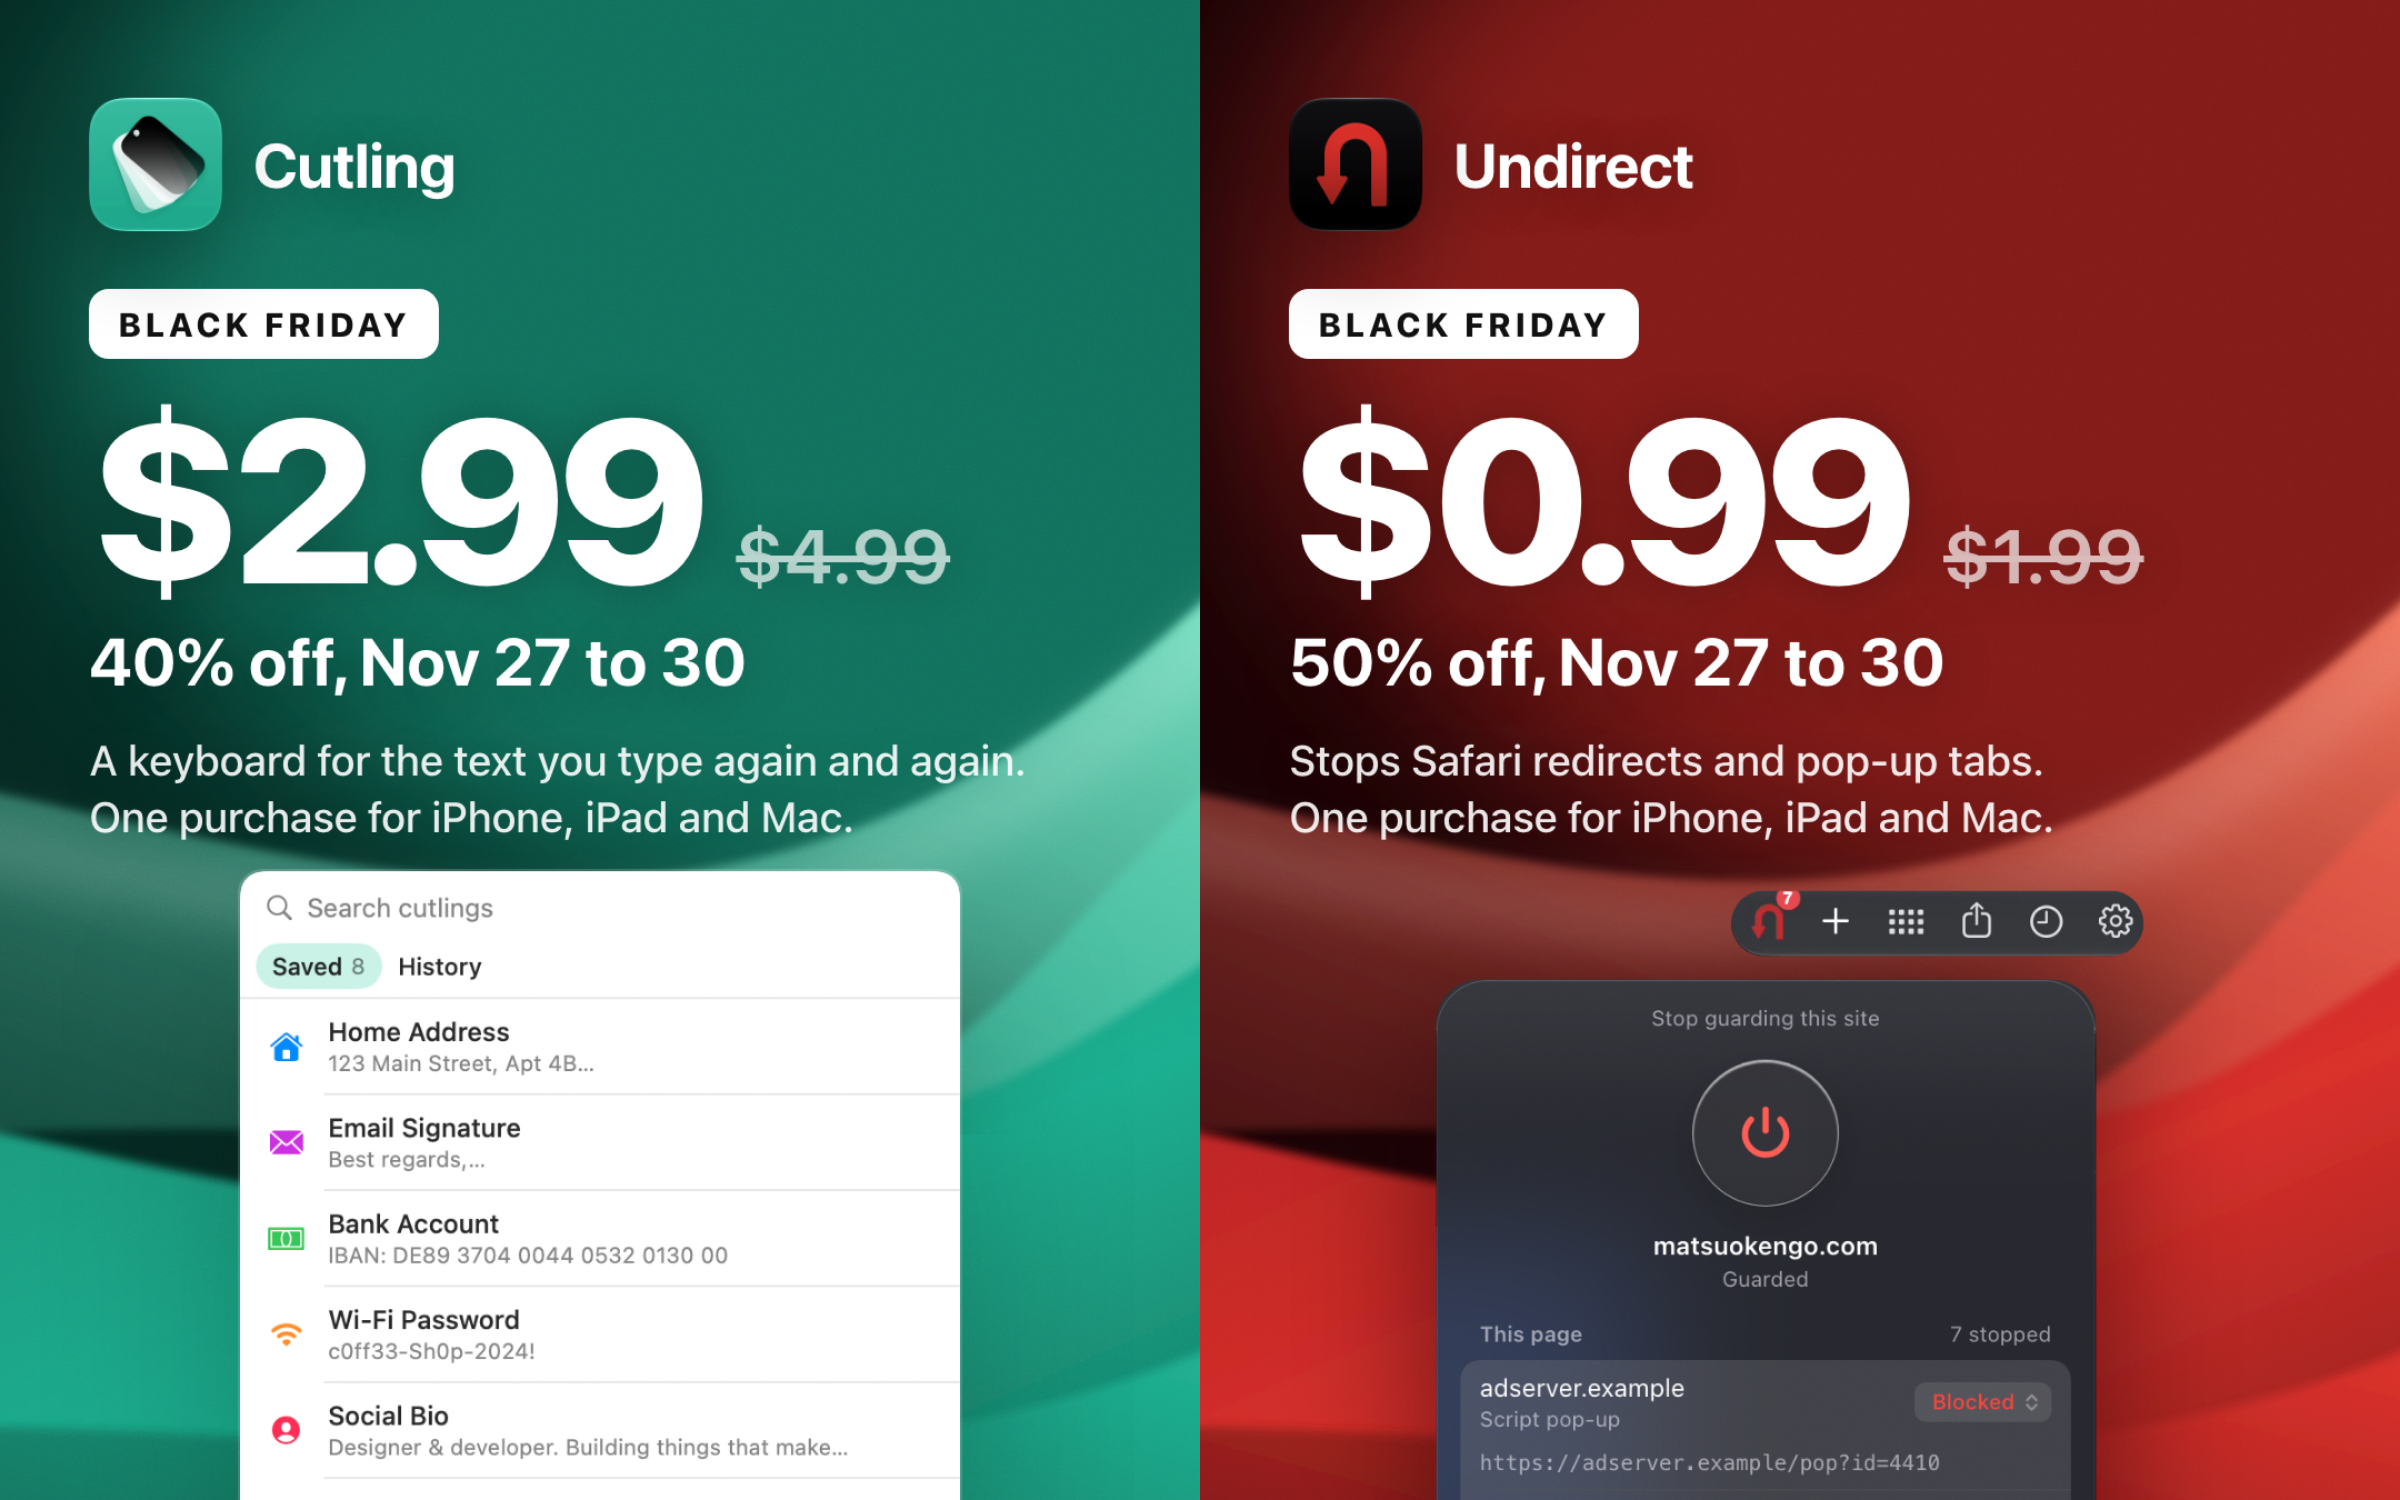 Cutling
BLACK FRIDAY
$2.99 $4.99
40% off, Nov 27 to 30
A keyboard for the text you type again and again.
One purchase for iPhone, iPad and Mac.
Search cutlings
Saved 8 History
Home Address
123 Main Street, Apt 4B...
Email Signature
Best regards,...
Bank Account
IBAN: DE89 3704 0044 0532 0130 00
Wi-Fi Password
c0ff33-Sh0p-2024!
Social Bio
Designer & developer. Building things that make...
Undirect
BLACK FRIDAY
$0.99 $1.99
50% off, Nov 27 to 30
Stops Safari redirects and pop-up tabs.
One purchase for iPhone, iPad and Mac.
7
Stop guarding this site
matsuokengo.com
Guarded
This page 7 stopped
adserver.example
Script pop-up
Blocked
https://adserver.example/pop?id=4410